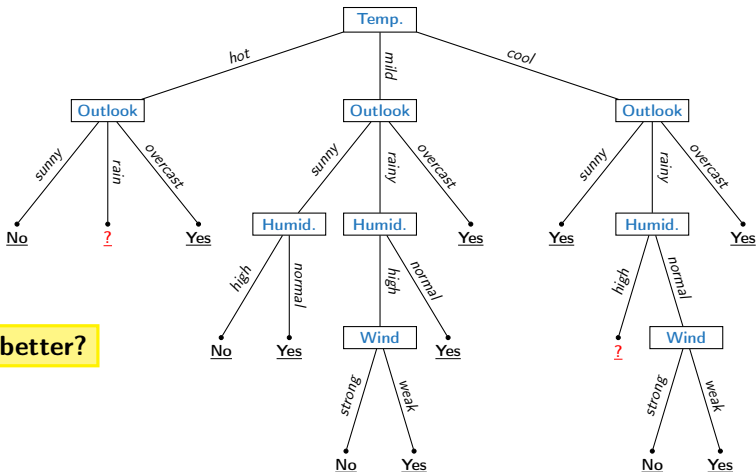 Temp.
hot
mild
cool
Outlook
Outlook
Outlook
sunny
rain
overcast
sunny
rainy
overcast
sunny
rainy
overcast
No
?
Yes
Humid.
Humid.
Yes
Yes
Humid.
Yes
high
normal
high
normal
high
normal
better?
No
Yes
Wind
Yes
?
Wind
strong
weak
strong
weak
No
Yes
No
Yes